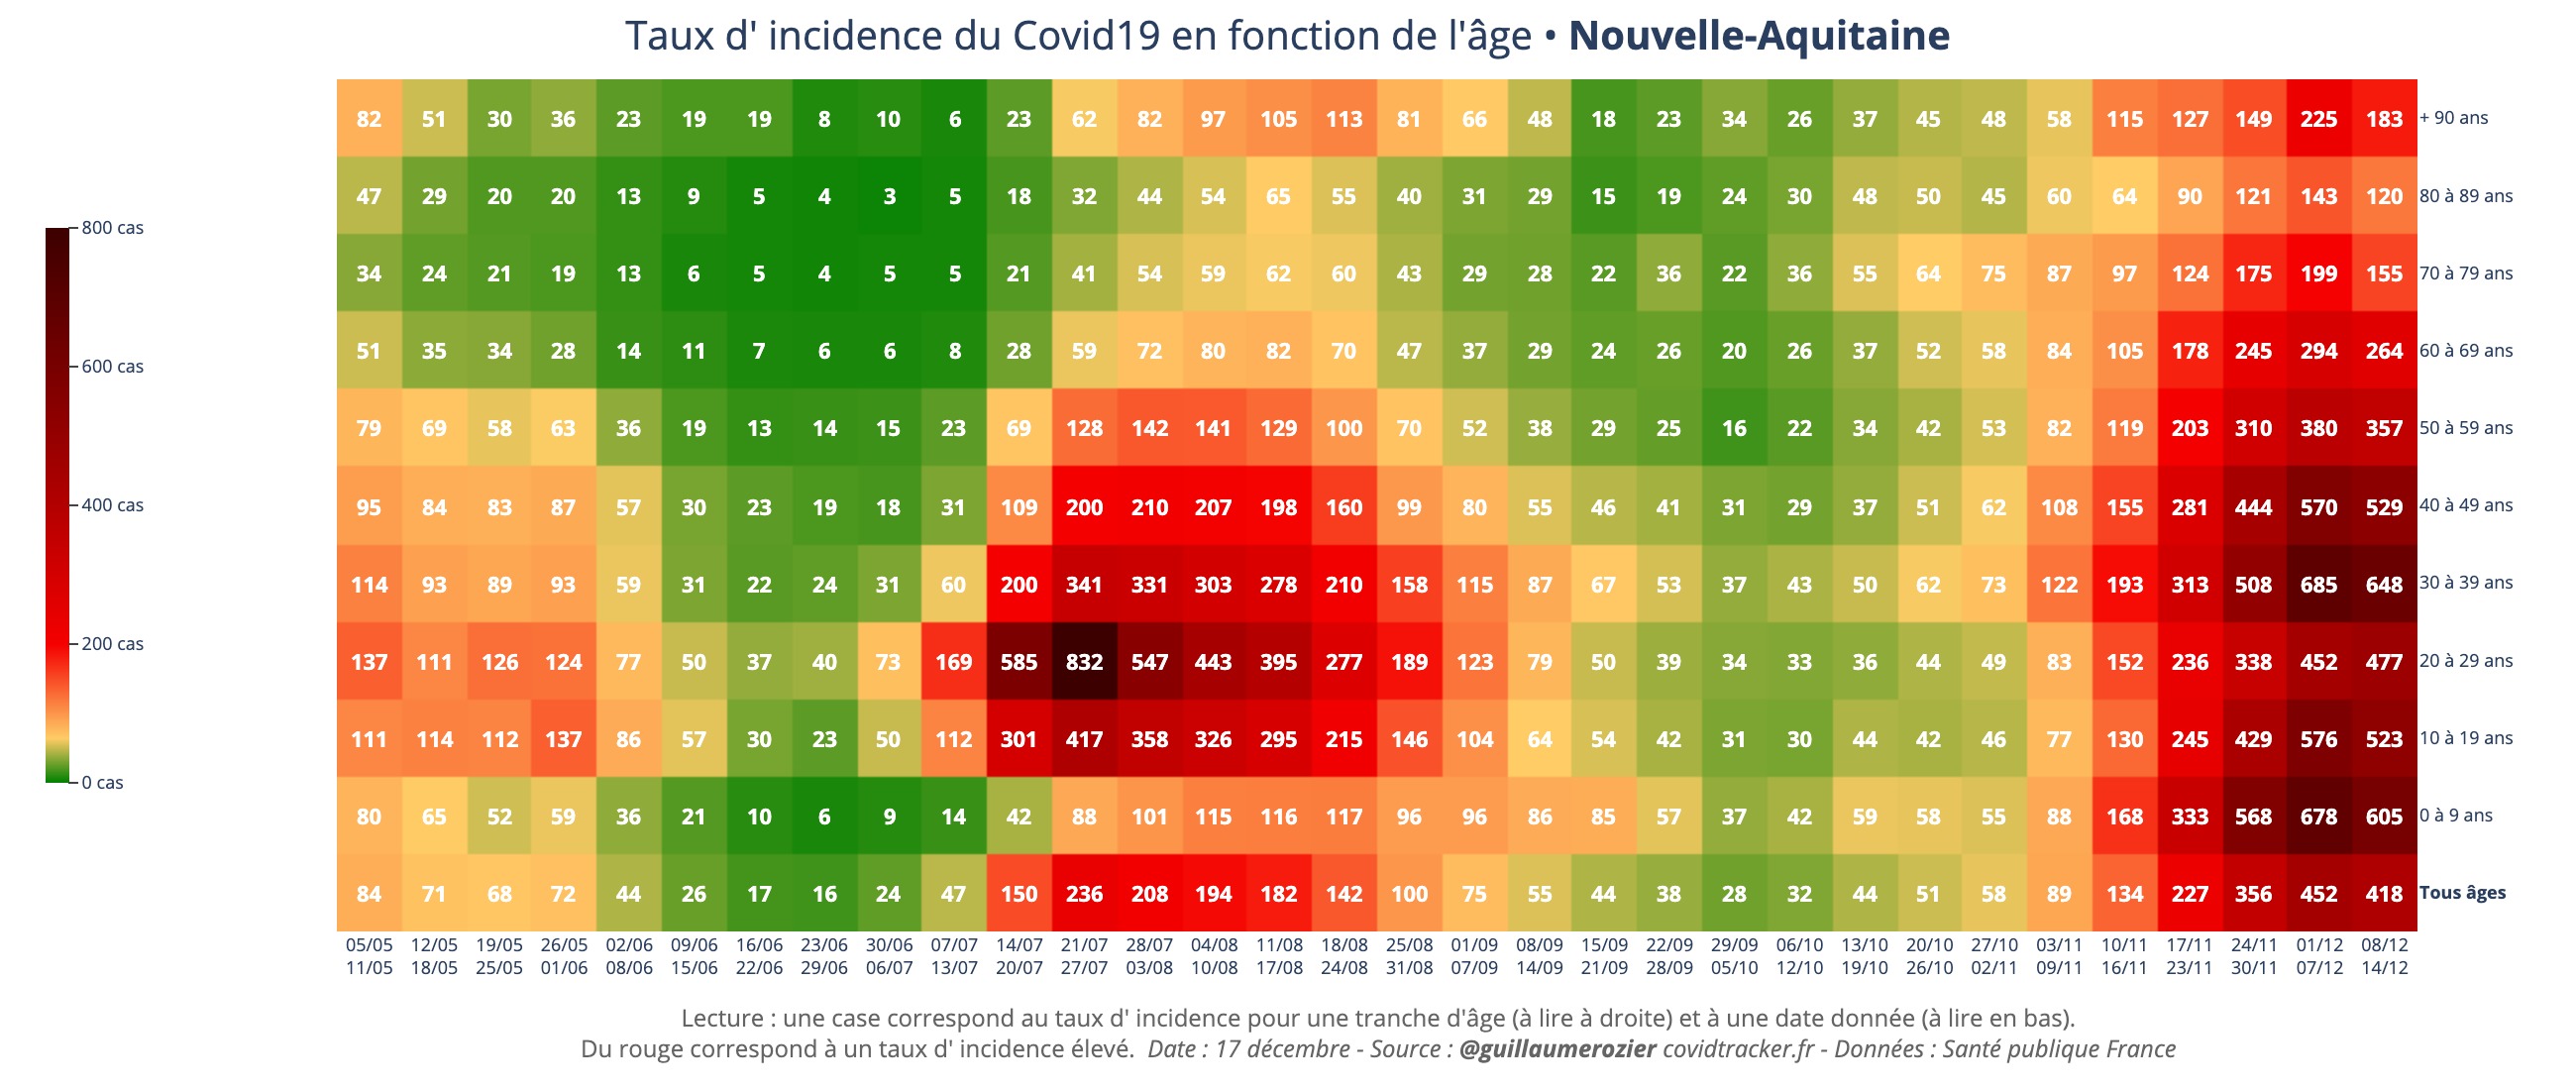 Taux d' incidence du Covid19 en fonction de l'âge • Nouvelle-Aquitaine
82 51 30 36 23 19 19 8 10 6 23 62 82 97 105 113 81 66 48 18 23 34 26 37 45 48 58 115 127 149 225 183 + 90 ans
47 29 20 20 13 9 5 4 3 5 18 32 44 54 65 55 40 31 29 15 19 24 30 48 50 45 60 64 90 121 143 120 80 à 89 ans
800 cas
34 24 21 19 13 6 5 4 5 5 21 41 54 59 62 60 43 29 28 22 36 22 36 55 64 75 87 97 124 175 199 155 70 à 79 ans
51 35 34 28 14 11 7 6 6 8 28 59 72 80 82 70 47 37 29 24 26 20 26 37 52 58 84 105 178 245 294 264 60 à 69 ans
600 cas
79 69 58 63 36 19 13 14 15 23 69 128 142 141 129 100 70 52 38 29 25 16 22 34 42 53 82 119 203 310 380 357 50 à 59 ans
400 cas
95 84 83 87 57 30 23 19 18 31 109 200 210 207 198 160 99 80 55 46 41 31 29 37 51 62 108 155 281 444 570 529 40 à 49 ans
114 93 89 93 59 31 22 24 31 60 200 341 331 303 278 210 158 115 87 67 53 37 43 50 62 73 122 193 313 508 685 648 30 à 39 ans
200 cas
137 111 126 124 77 50 37 40 73 169 585 832 547 443 395 277 189 123 79 50 39 34 33 36 44 49 83 152 236 338 452 477 20 à 29 ans
111 114 112 137 86 57 30 23 50 112 301 417 358 326 295 215 146 104 64 54 42 31 30 44 42 46 77 130 245 429 576 523 10 à 19 ans
0 cas
80 65 52 59 36 21 10 6 9 14 42 88 101 115 116 117 96 96 86 85 57 37 42 59 58 55 88 168 333 568 678 605 0 à 9 ans
84 71 68 72 44 26 17 16 24 47 150 236 208 194 182 142 100 75 55 44 38 28 32 44 51 58 89 134 227 356 452 418 Tous âges
05/05 12/05 19/05 26/05 02/06 09/06 16/06 23/06 30/06 07/07 14/07 21/07 28/07 04/08 11/08 18/08 25/08 01/09 08/09 15/09 22/09 29/09 06/10 13/10 20/10 27/10 03/11 10/11 17/11 24/11 01/12 08/12
11/05 18/05 25/05 01/06 08/06 15/06 22/06 29/06 06/07 13/07 20/07 27/07 03/08 10/08 17/08 24/08 31/08 07/09 14/09 21/09 28/09 05/10 12/10 19/10 26/10 02/11 09/11 16/11 23/11 30/11 07/12 14/12
Lecture : une case correspond au taux d' incidence pour une tranche d'âge (à lire à droite) et à une date donnée (à lire en bas).
Du rouge correspond à un taux d' incidence élevé. Date : 17 décembre - Source : @guillaumerozier covidtracker.fr - Données : Santé publique France